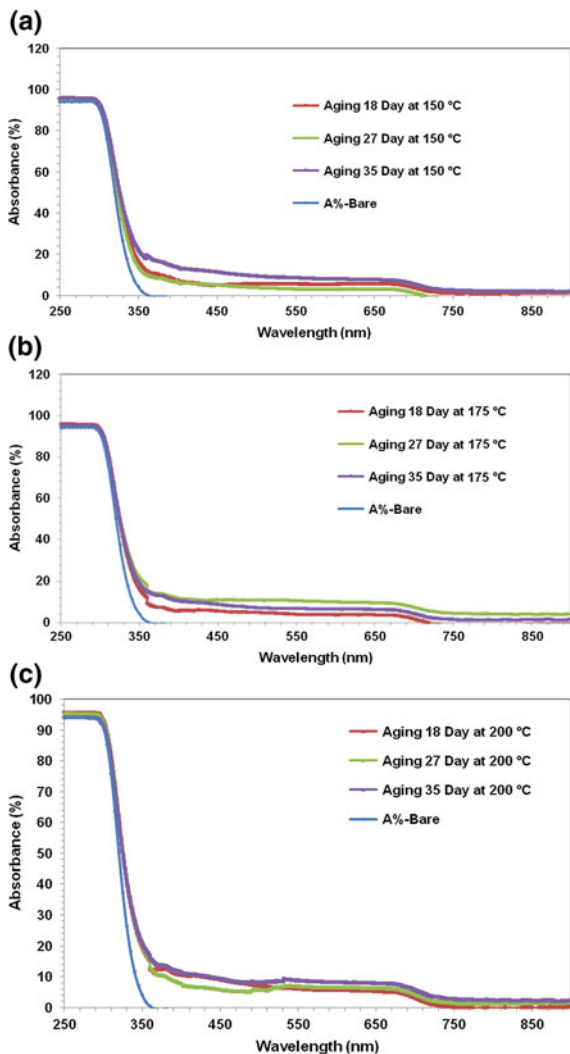 (a)
120
100
80
60
40
20
0
Absorbance (%)
Aging 18 Day at 150 °C
Aging 27 Day at 150 °C
Aging 35 Day at 150 °C
A%-Bare
250 350 450 550 650 750 850
Wavelength (nm)
(b)
120
100
80
60
40
20
0
Absorbance (%)
Aging 18 Day at 175 °C
Aging 27 Day at 175 °C
Aging 35 Day at 175 °C
A%-Bare
250 350 450 550 650 750 850
Wavelength (nm)
(c)
100
90
80
70
60
50
40
30
20
10
0
Absorbance (%)
Aging 18 Day at 200 °C
Aging 27 Day at 200 °C
Aging 35 Day at 200 °C
A%-Bare
250 350 450 550 650 750 850
Wavelength (nm)